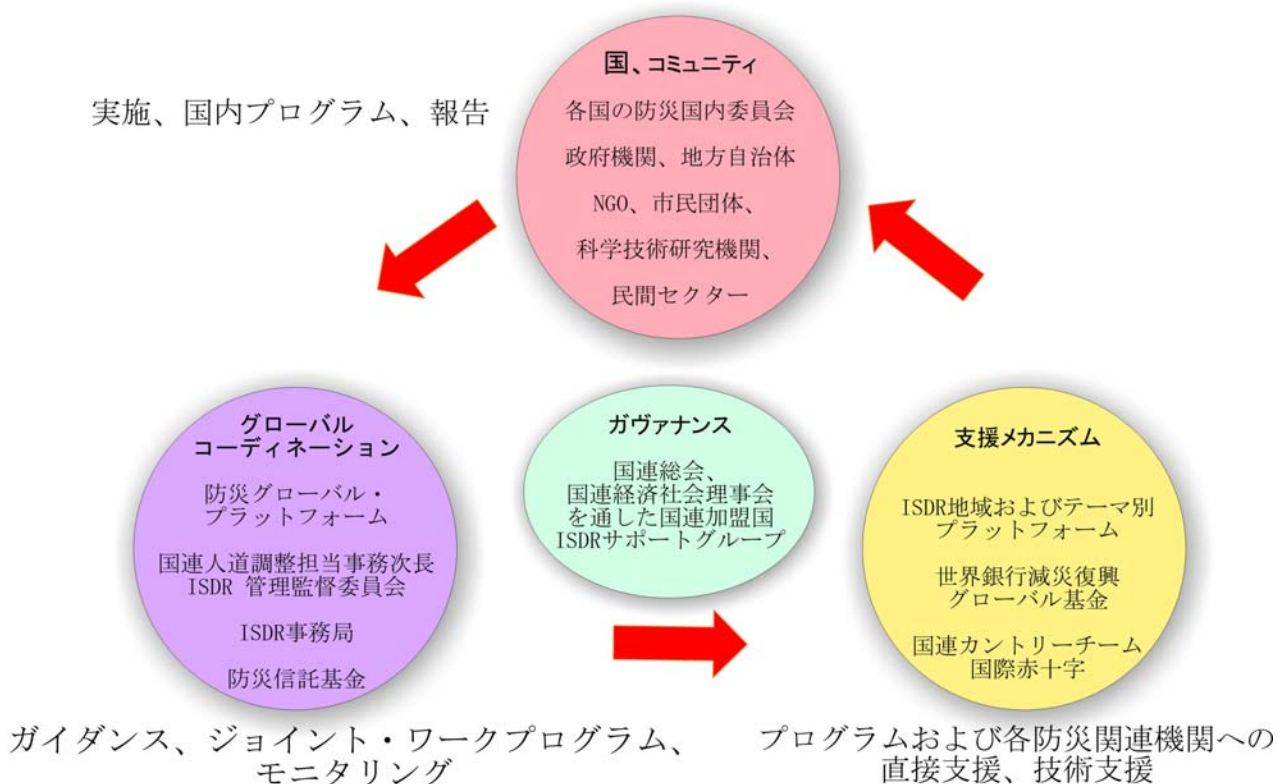 国、コミュニティ
各国の防災国内委員会
政府機関、地方自治体
NGO、市民団体、
科学技術研究機関、
民間セクター
実施、国内プログラム、報告
グローバル
コーディネーション
防災グローバル・
プラットフォーム
国連人道調整担当事務次長
ISDR 管理監督委員会
ISDR事務局
防災信託基金
ガヴァナンス
国連総会、
国連経済社会理事会
を通した国連加盟国
ISDRサポートグループ
支援メカニズム
ISDR地域およびテーマ別
プラットフォーム
世界銀行減災復興
グローバル基金
国連カントリーチーム
国際赤十字
ガイダンス、ジョイント・ワークプログラム、
モニタリング
プログラムおよび各防災関連機関への
直接支援、技術支援